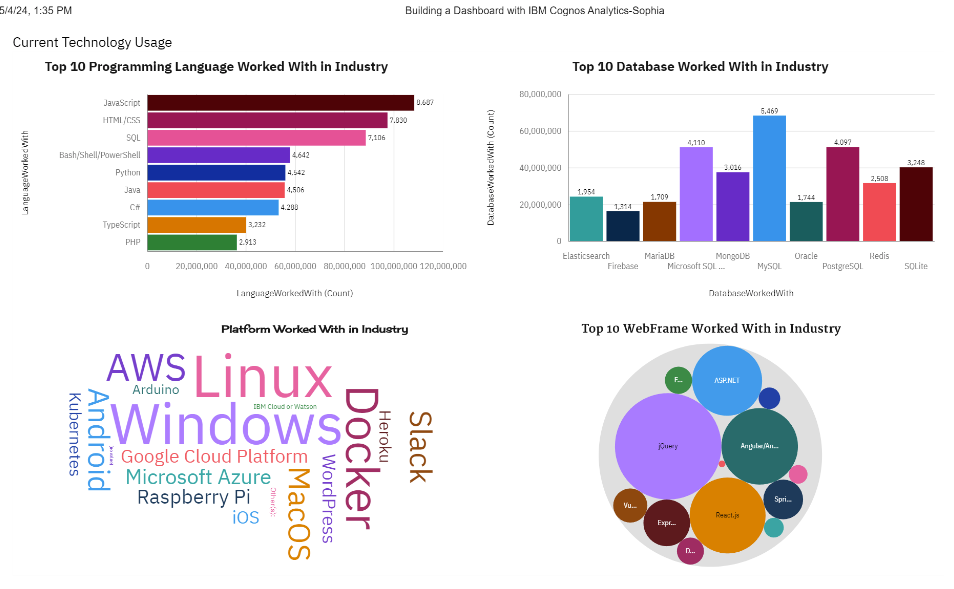 5/4/24, 1:35 PM
Building a Dashboard with IBM Cognos Analytics-Sophia
Current Technology Usage
Top 10 Programming Language Worked With in Industry
LanguageWorkedWith
JavaScript 8,687
HTML/CSS 7,830
SQL 7,106
Bash/Shell/PowerShell 4,642
Python 4,642
Java 4,506
C# 4,288
TypeScript 3,232
PHP 2,913
0 20,000,000 40,000,000 60,000,000 80,000,000 100,000,000 120,000,000
LanguageWorkedWith (Count)
Top 10 Database Worked With in Industry
DatabaseWorkedWith (Count)
80,000,000
60,000,000
40,000,000
20,000,000
0
1,954 1,314 1,709 4,110 3,016 5,469 1,744 4,097 2,508 3,248
Elasticsearch MariaDB MongoDB Oracle Redis
Firebase Microsoft SQL ... MySQL PostgreSQL SQLite
DatabaseWorkedWith
Platform Worked With in Industry
AWS
Linux
Arduino
IBM Cloud or Watson
Windows
Kubernetes
Android
Docker
Heroku
Slack
Google Cloud Platform
Microsoft Azure
Raspberry Pi
iOS
MacOS
WordPress
Top 10 WebFrame Worked With in Industry
F...
ASP.NET
jQuery
Angular/An...
Spri...
Vu...
Expr...
React.js
D...